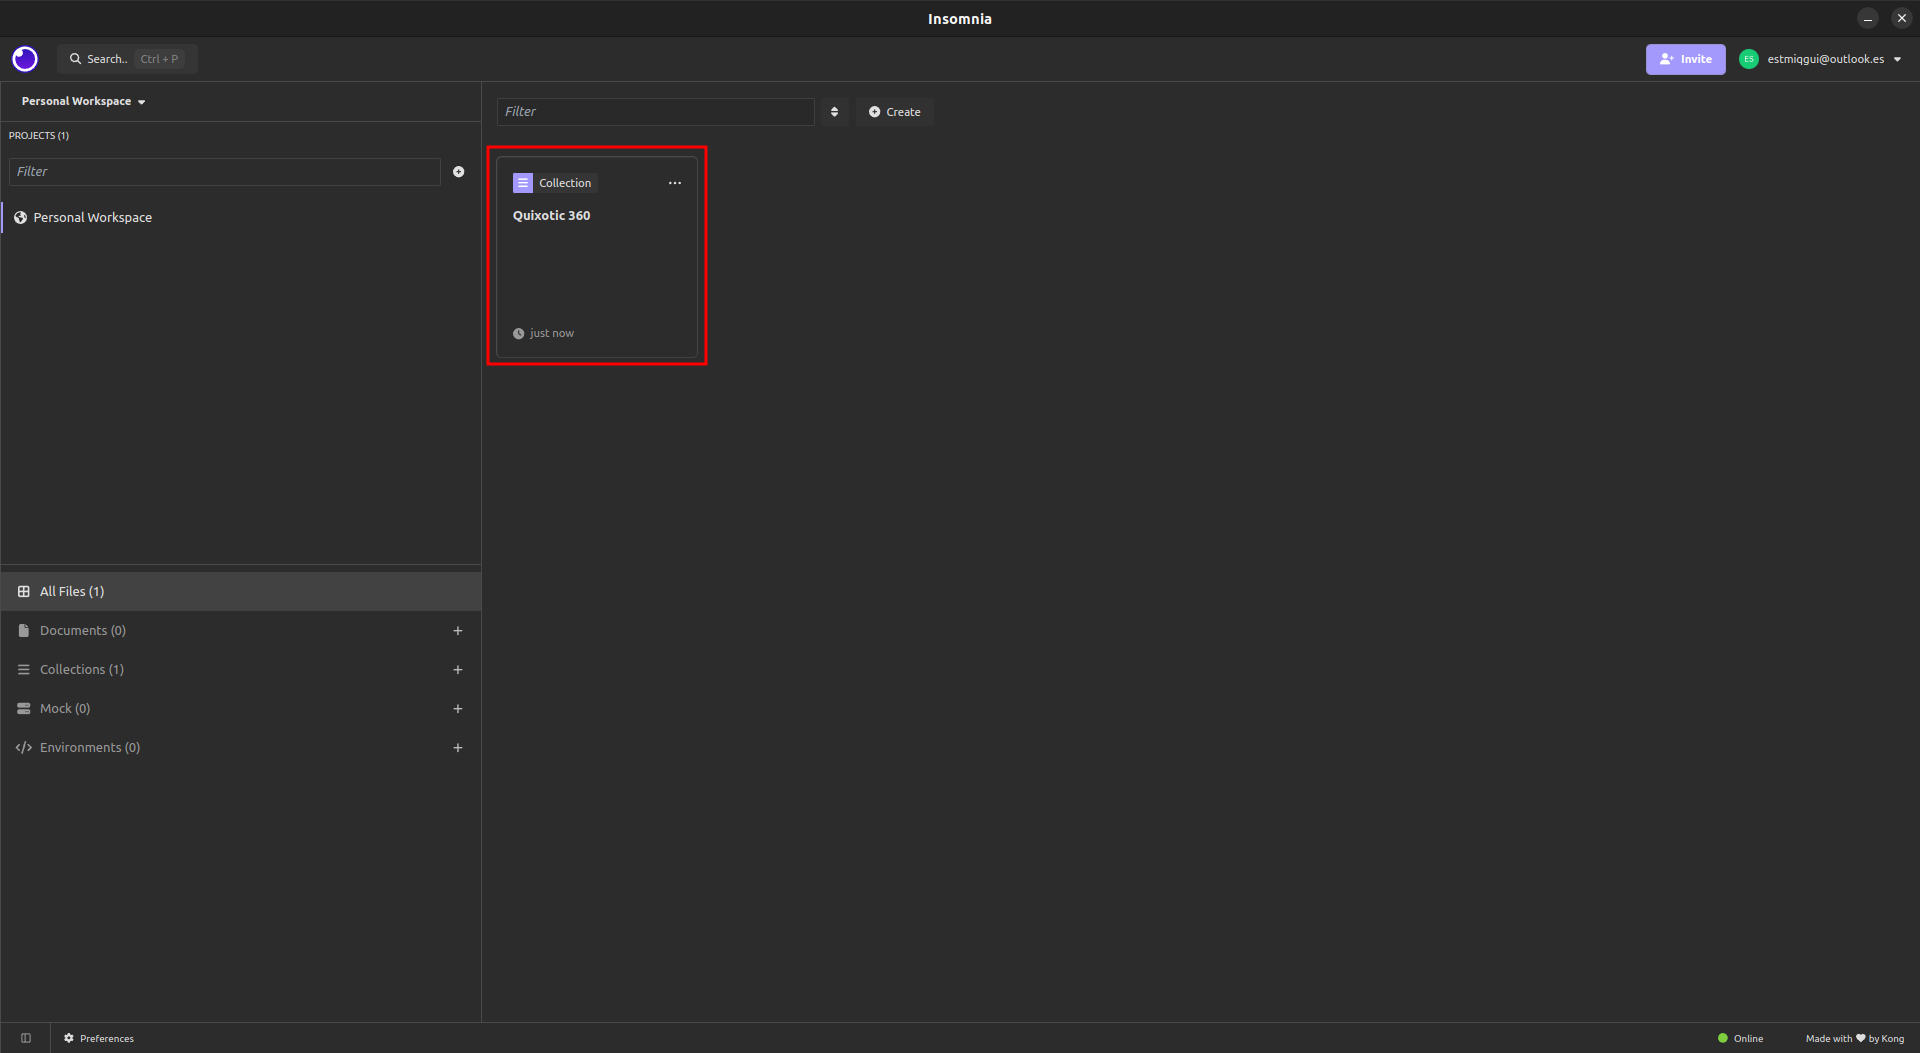 Insomnia
Search.. Ctrl + P
Invite
ES
estmiqgui@outlook.es
Personal Workspace
PROJECTS (1)
Filter
Personal Workspace
All Files (1)
Documents (0)
Collections (1)
Mock (0)
Environments (0)
Filter
Create
Collection
Quixotic 360
just now
Preferences
Online
Made with ♥ by Kong